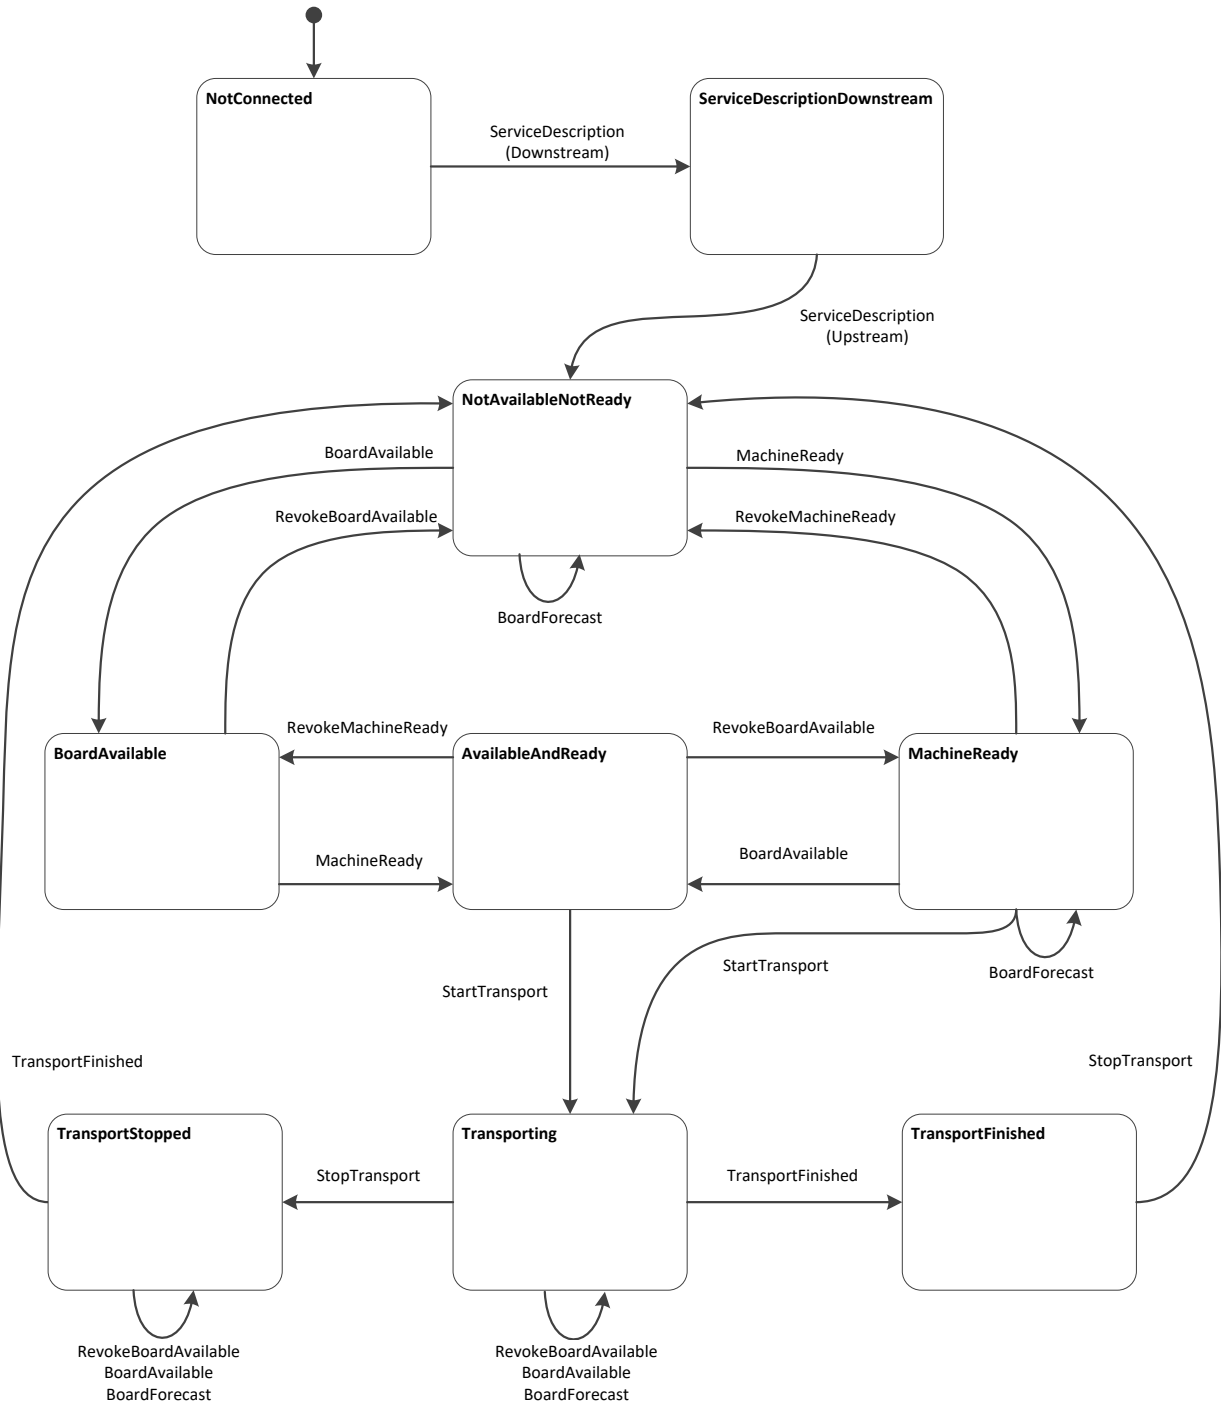 NotConnected
ServiceDescriptionDownstream
ServiceDescription
(Downstream)
ServiceDescription
(Upstream)
NotAvailableNotReady
BoardAvailable
MachineReady
RevokeBoardAvailable
RevokeMachineReady
BoardForecast
RevokeMachineReady
RevokeBoardAvailable
BoardAvailable
AvailableAndReady
MachineReady
MachineReady
BoardAvailable
StartTransport
StartTransport
BoardForecast
TransportFinished
StopTransport
TransportStopped
Transporting
TransportFinished
StopTransport
TransportFinished
RevokeBoardAvailable
BoardAvailable
BoardForecast
RevokeBoardAvailable
BoardAvailable
BoardForecast